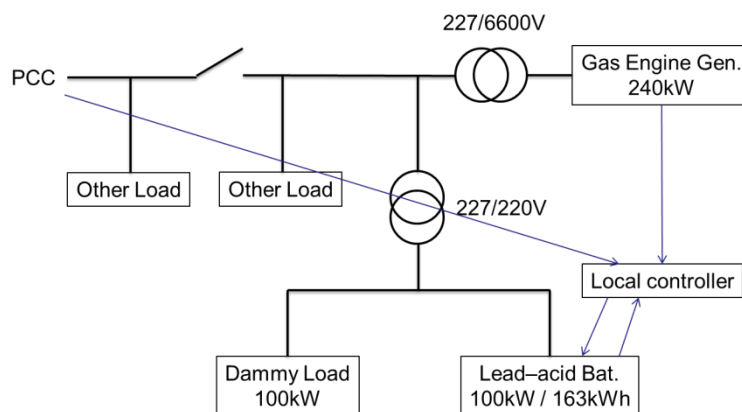 227/6600V
PCC
Gas Engine Gen.
240kW
Other Load
Other Load
227/220V
Local controller
Dammy Load
100kW
Lead–acid Bat.
100kW / 163kWh